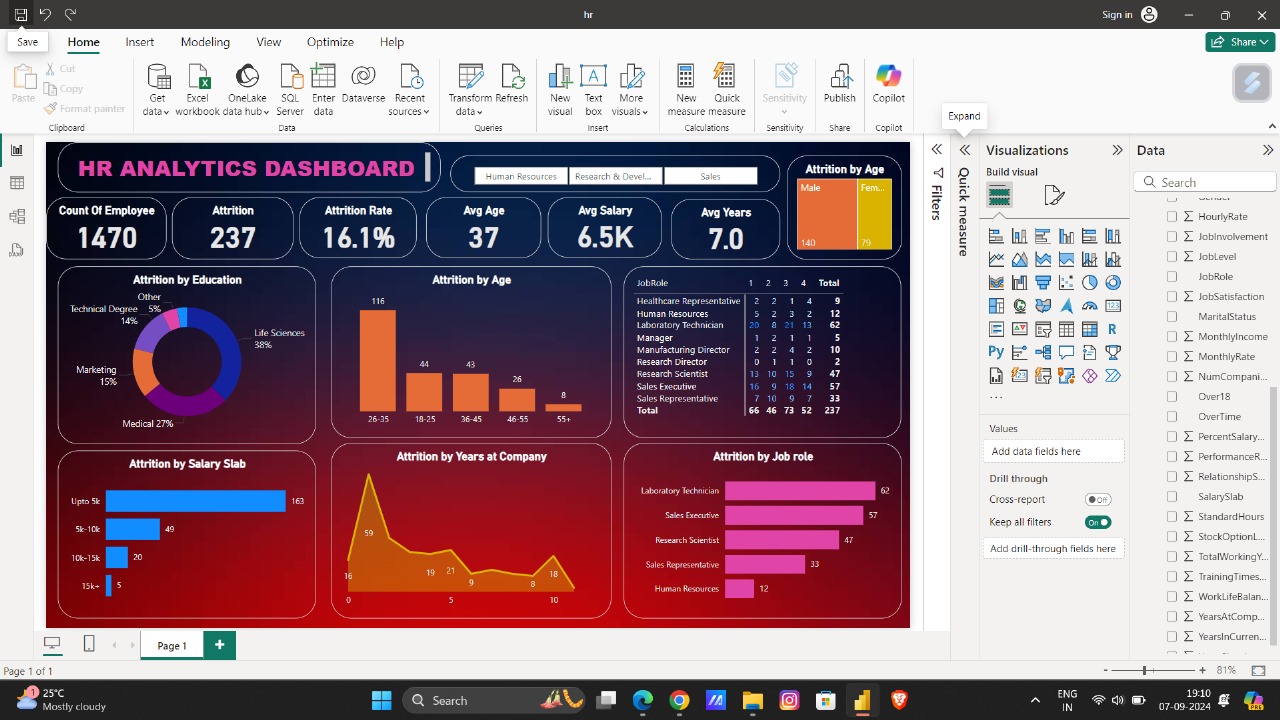 hr
Sign in
Save
Home Insert Modeling View Optimize Help
Share
Paste
Cut
Copy
Format painter
Clipboard
Get data
Excel workbook
OneLake data hub
SQL Server
Enter data
Dataverse
Recent sources
Data
Transform data
Refresh
Queries
New visual
Text box
More visuals
Insert
New measure
Quick measure
Calculations
Sensitivity
Sensitivity
Publish
Share
Copilot
Copilot
Expand
HR ANALYTICS DASHBOARD
Human Resources
Research & Devel...
Sales
Attrition by Age
Male
140
Fem...
79
Count Of Employee
1470
Attrition
237
Attrition Rate
16.1%
Avg Age
37
Avg Salary
6.5K
Avg Years
7.0
Attrition by Education
Other
5%
Technical Degree
14%
Life Sciences
38%
Marketing
15%
Medical 27%
Attrition by Age
116
44
43
26
8
26-35 18-25 36-45 46-55 55+
JobRole 1 2 3 4 Total
Healthcare Representative 2 2 1 4 9
Human Resources 5 2 3 2 12
Laboratory Technician 20 8 21 13 62
Manager 1 2 1 1 5
Manufacturing Director 2 2 4 2 10
Research Director 0 1 1 0 2
Research Scientist 13 10 15 9 47
Sales Executive 16 9 18 14 57
Sales Representative 7 10 9 7 33
Total 66 46 73 52 237
Attrition by Salary Slab
Upto 5k 163
5k-10k 49
10k-15k 20
15k+ 5
Attrition by Years at Company
16
59
19
21
9
8
18
0 5 10
Attrition by Job role
Laboratory Technician 62
Sales Executive 57
Research Scientist 47
Sales Representative 33
Human Resources 12
Filters
Quick measure
Visualizations
Build visual
123
R
Py
...
Values
Add data fields here
Drill through
Cross-report
Off
Keep all filters
On
Add drill-through fields here
Data
Search
HourlyRate
JobInvolvement
JobLevel
JobRole
JobSatisfaction
MaritalStatus
MonthlyIncome
MonthlyRate
NumCompani...
Over18
OverTime
PercentSalary...
PerformanceR...
RelationshipS...
SalarySlab
StandardHours
StockOptionL...
TotalWorkingY...
TrainingTimes...
WorkLifeBalan...
YearsAtComp...
YearsInCurren...
Page 1
+
Page 1 of 1
- + 81%
1
25°C
Mostly cloudy
Search
ENG
IN
19:10
07-09-2024
PRE